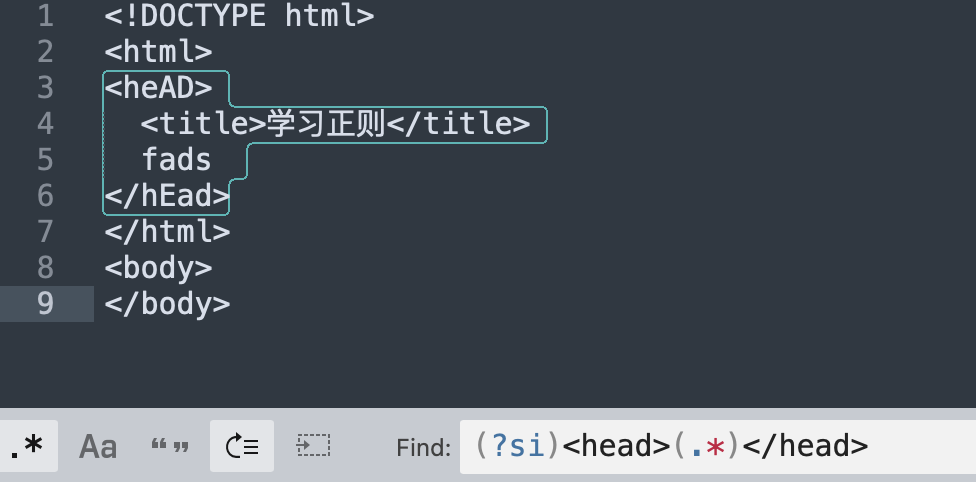 1 <!DOCTYPE html>
2 <html>
3 <heAD>
4 <title>学习正则</title>
5 fads
6 </hEad>
7 </html>
8 <body>
9 </body>
.* Aa “” Find: (?si)<head>(.*)</head>